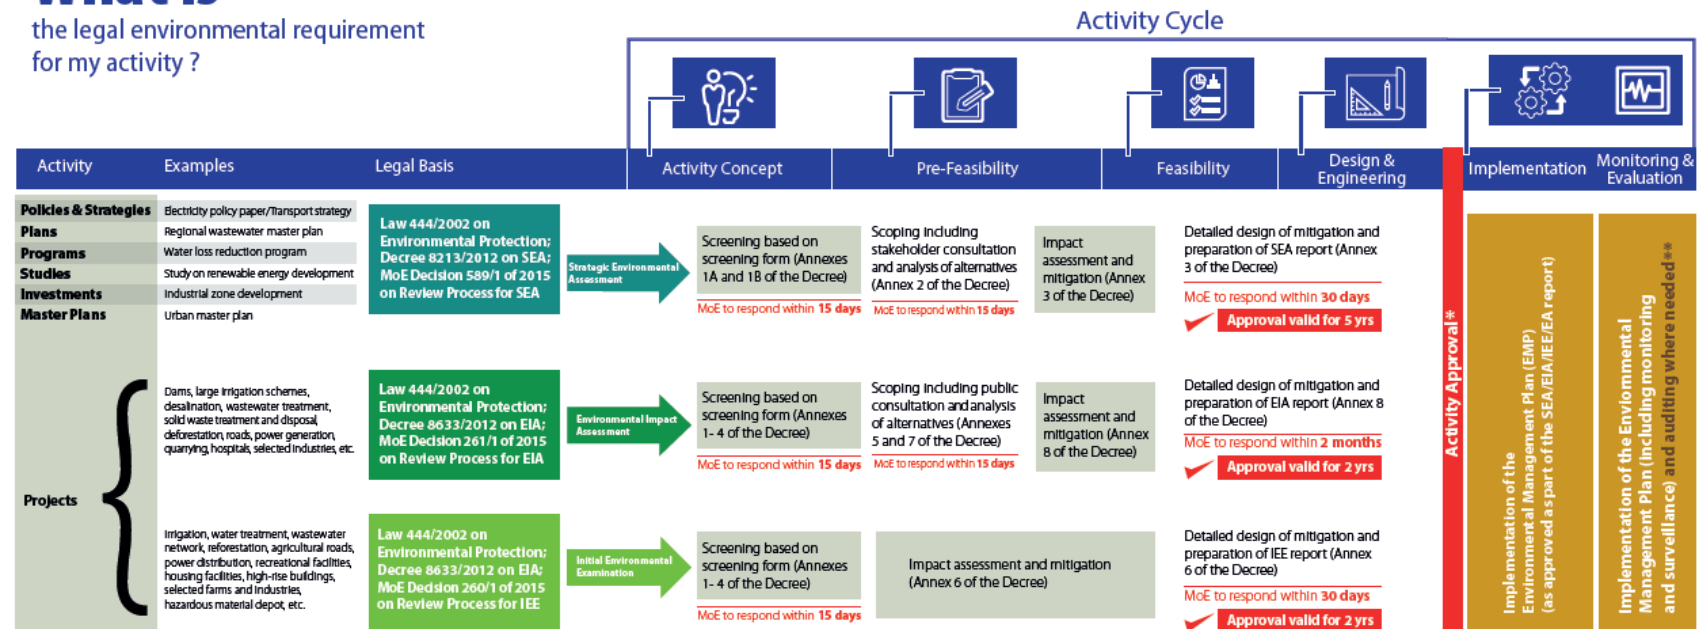 What is
the legal environmental requirement
for my activity ?
Activity Cycle
Activity
Examples
Legal Basis
Activity Concept
Pre-Feasibility
Feasibility
Design &
Engineering
Implementation
Monitoring &
Evaluation
Policies & Strategies
Electricity policy paper/Transport strategy
Plans
Regional wastewater master plan
Programs
Water loss reduction program
Studies
Study on renewable energy development
Investments
Industrial zone development
Master Plans
Urban master plan
Law 444/2002 on
Environmental Protection;
Decree 8213/2012 on SEA;
MoE Decision 589/1 of 2015
on Review Process for SEA
Strategic Environmental
Assessment
Screening based on
screening form (Annexes
1A and 1B of the Decree)
MoE to respond within 15 days
Scoping including
stakeholder consultation
and analysis of alternatives
(Annex 2 of the Decree)
MoE to respond within 15 days
Impact
assessment and
mitigation (Annex
3 of the Decree)
Detailed design of mitigation and
preparation of SEA report (Annex
3 of the Decree)
MoE to respond within 30 days
Approval valid for 5 yrs
Projects
Dams, large irrigation schemes,
desalination, wastewater treatment,
solid waste treatment and disposal,
deforestation, roads, power generation,
quarrying, hospitals, selected industries, etc.
Law 444/2002 on
Environmental Protection;
Decree 8633/2012 on EIA;
MoE Decision 261/1 of 2015
on Review Process for EIA
Environmental Impact
Assessment
Screening based on
screening form (Annexes
1- 4 of the Decree)
MoE to respond within 15 days
Scoping including public
consultation and analysis
of alternatives (Annexes
5 and 7 of the Decree)
MoE to respond within 15 days
Impact
assessment and
mitigation (Annex
8 of the Decree)
Detailed design of mitigation and
preparation of EIA report (Annex 8
of the Decree)
MoE to respond within 2 months
Approval valid for 2 yrs
Irrigation, water treatment, wastewater
network, reforestation, agricultural roads,
power distribution, recreational facilities,
housing facilities, high-rise buildings,
selected farms and industries,
hazardous material depot, etc.
Law 444/2002 on
Environmental Protection;
Decree 8633/2012 on EIA;
MoE Decision 260/1 of 2015
on Review Process for IEE
Initial Environmental
Examination
Screening based on
screening form (Annexes
1- 4 of the Decree)
MoE to respond within 15 days
Impact assessment and mitigation
(Annex 6 of the Decree)
Detailed design of mitigation and
preparation of IEE report (Annex
6 of the Decree)
MoE to respond within 30 days
Approval valid for 2 yrs
Activity Approval*
Implementation of the
Environmental Management Plan (EMP)
(as approved as part of the SEA/EIA/IEE/EA report)
Implementation of the Enviornmental
Management Plan (including monitoring
and surveillance) and auditing where needed**